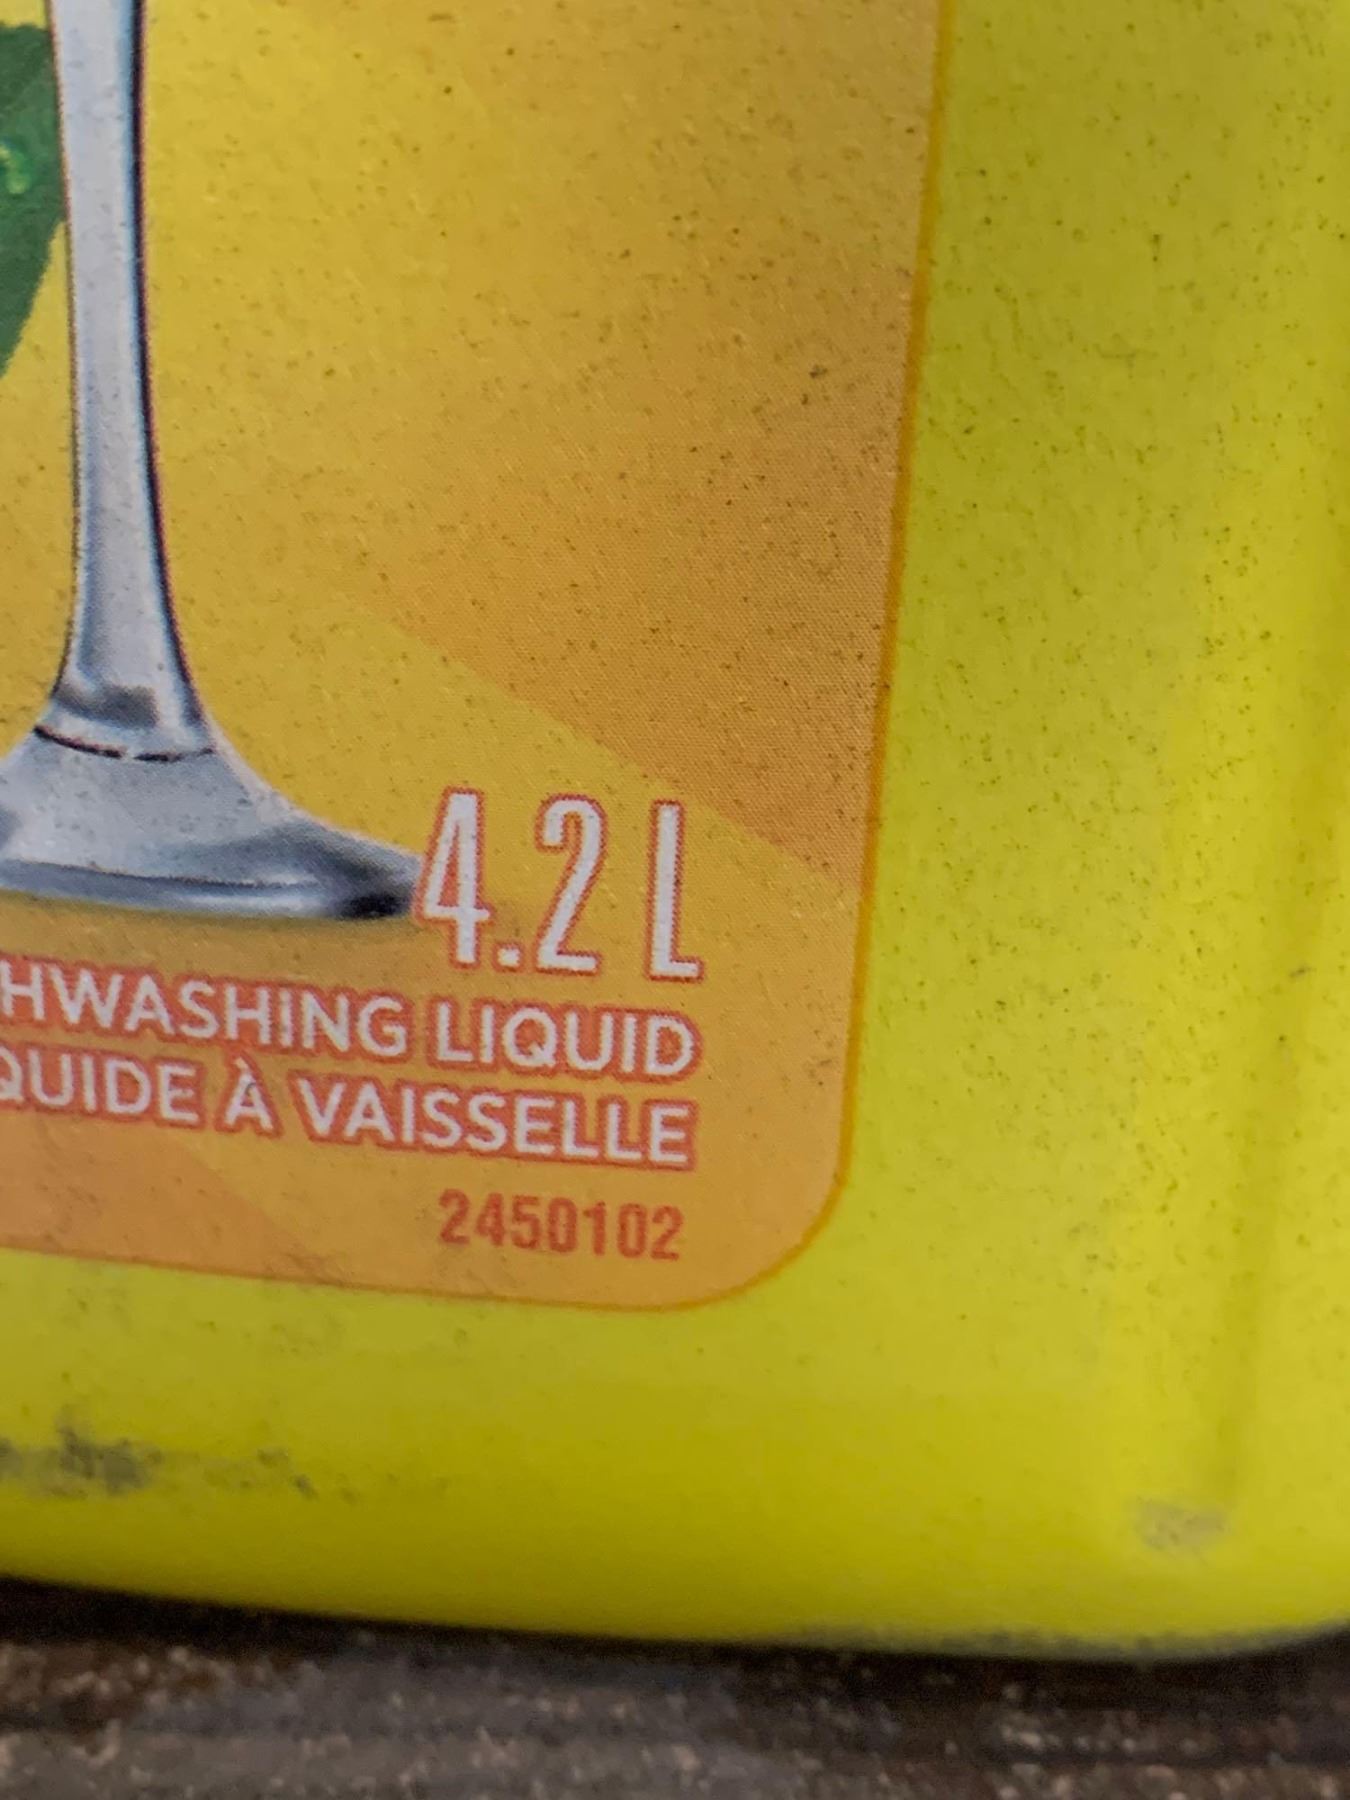 4.2 L
HWASHING LIQUID
QUIDE À VAISSELLE
2450102